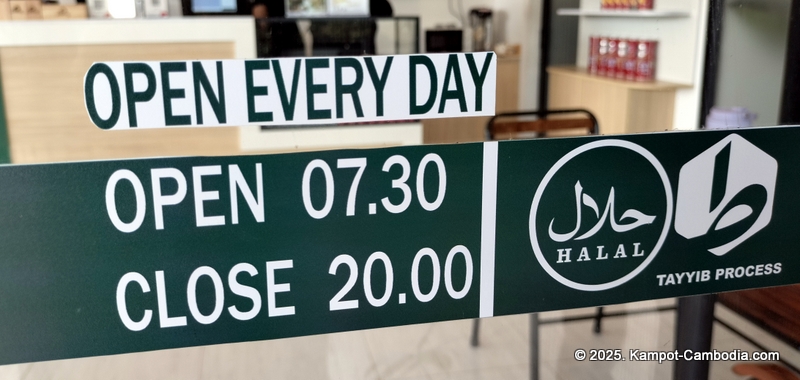 OPEN EVERY DAY
OPEN 07.30
CLOSE 20.00
حلال
HALAL
TAYYIB PROCESS
© 2025. Kampot-Cambodia.com